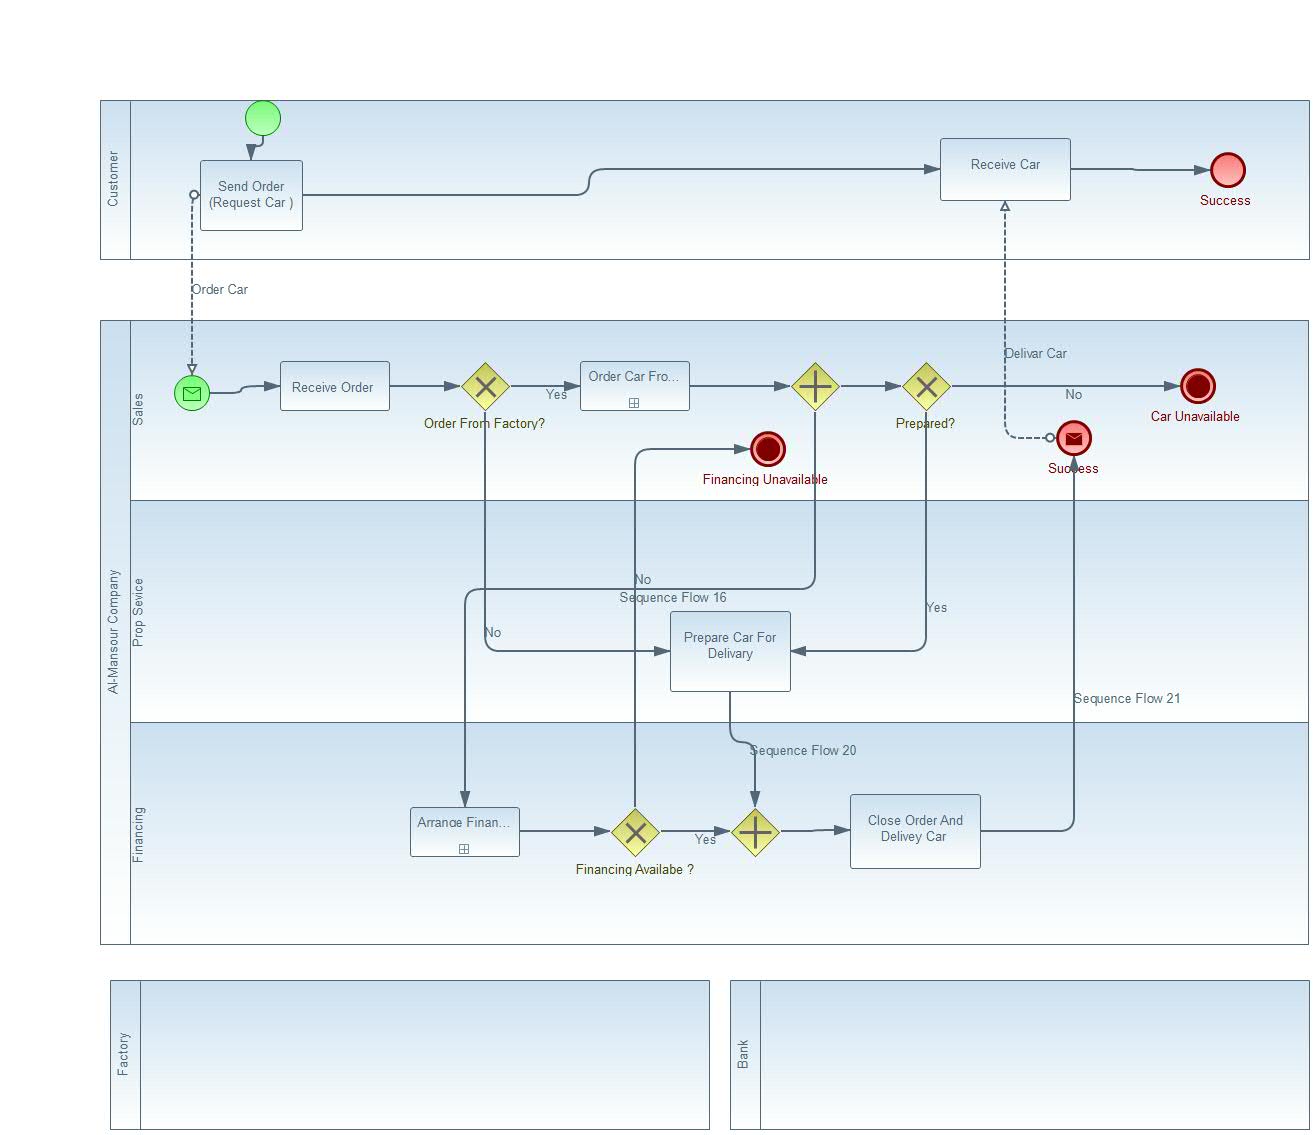 Customer
Send Order
(Request Car )
Receive Car
Success
Order Car
Al-Mansour Company
Sales
Receive Order
Order From Factory?
Yes
Order Car Fro...
Prepared?
Delivar Car
No
Car Unavailable
Success
Financing Unavailable
Prop Sevice
No
Sequence Flow 16
Yes
No
Prepare Car For
Delivary
Sequence Flow 21
Sequence Flow 20
Financing
Arrange Finan...
Financing Availabe ?
Yes
Close Order And
Delivey Car
Factory
Bank